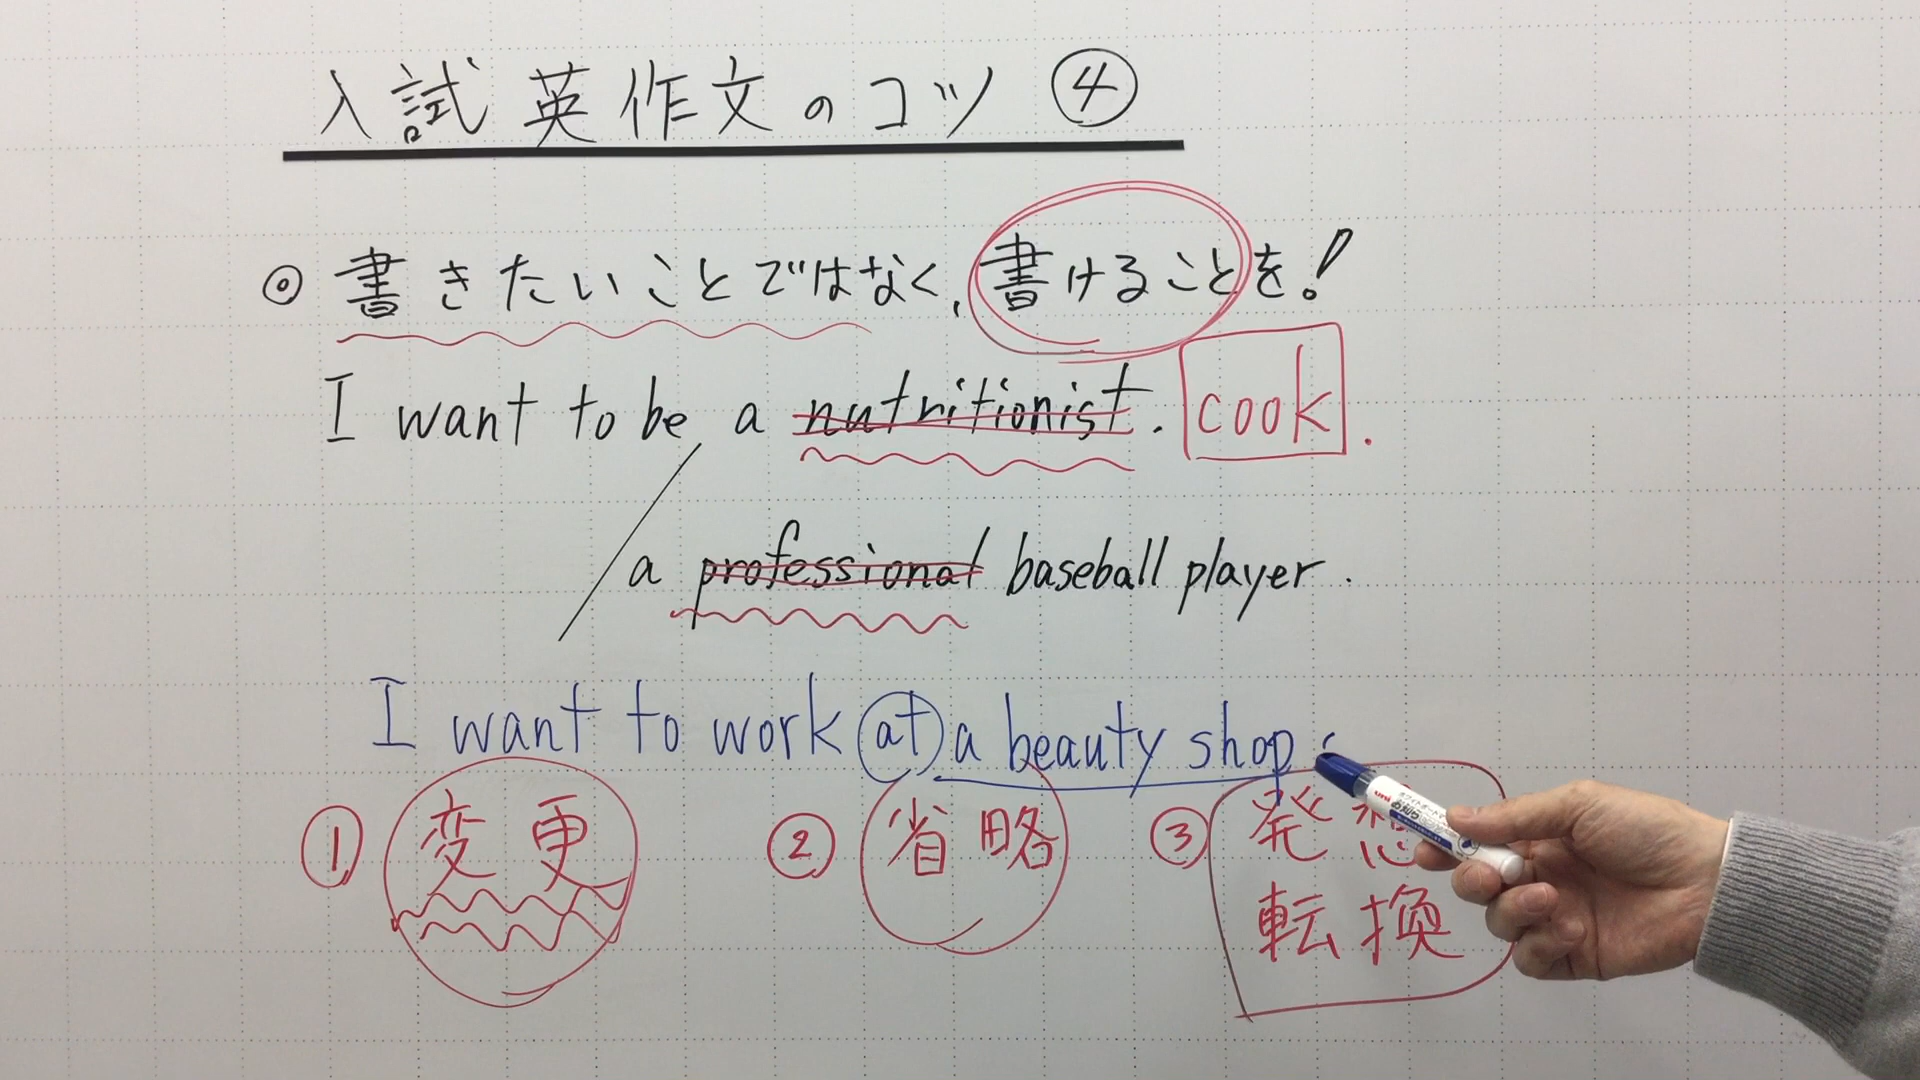 入試英作文のコツ ④
◎ 書きたいことではなく、書けることを!
I want to be a nutritionist. cook.
a professional baseball player.
I want to work at a beauty shop.
① 変更 ② 省略 ③ 発想
転換
uni